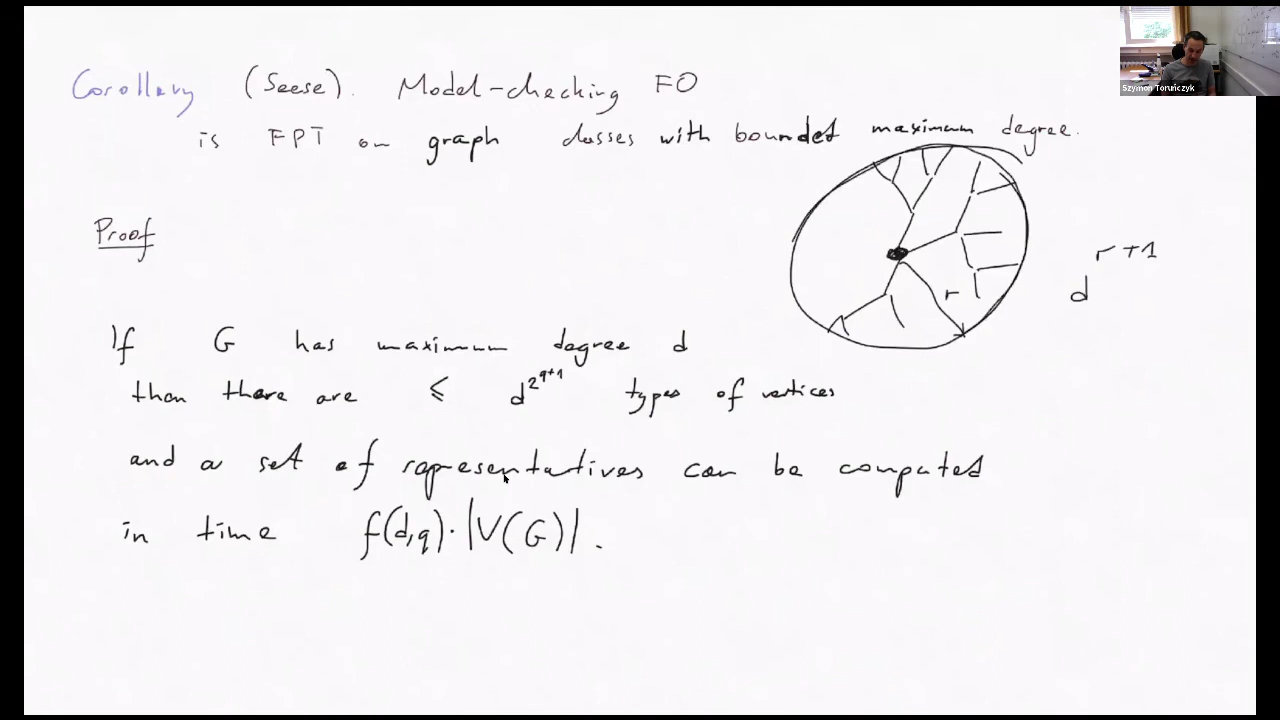 Corollary (Seese). Model-checking FO
is FPT on graph classes with bounded maximum degree.
Proof
r
d^{r+1}
If G has maximum degree d
then there are ≤ d^{2^{q+1}} types of vertices
and a set of representatives can be computed
in time f(d,q)·|V(G)|.
Szymon Toruńczyk